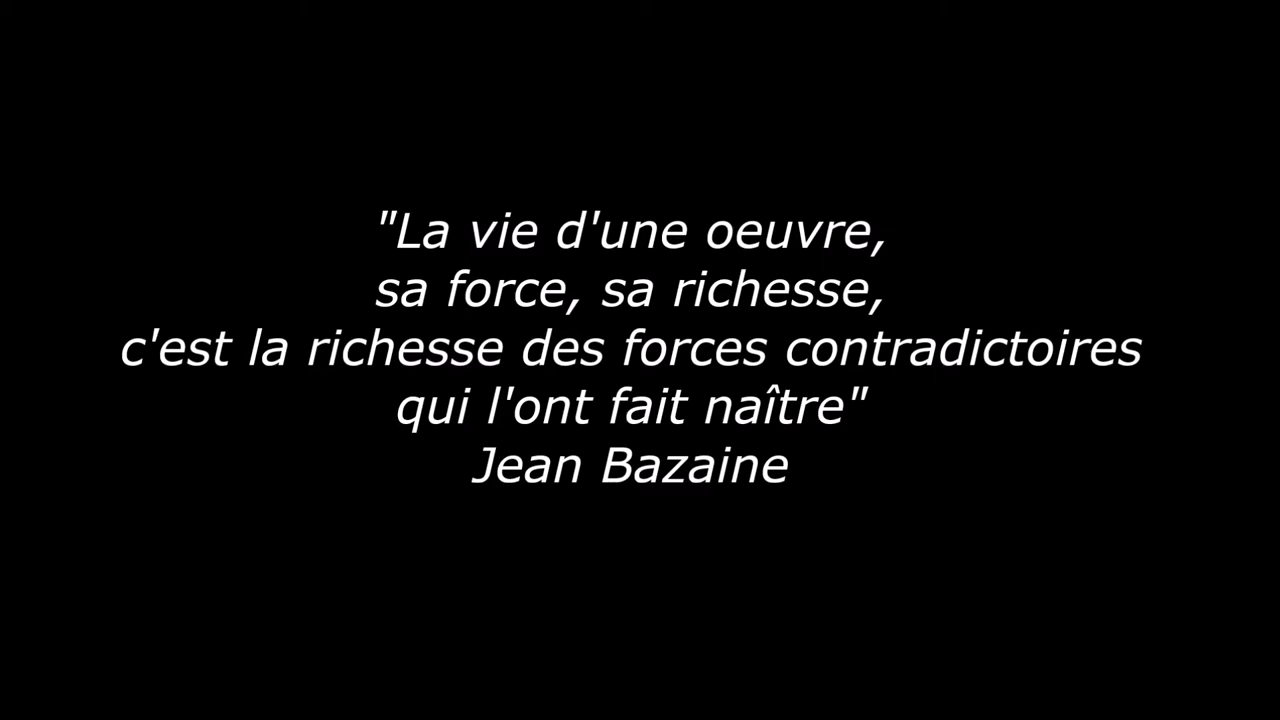 "La vie d'une oeuvre,
sa force, sa richesse,
c'est la richesse des forces contradictoires
qui l'ont fait naître"
Jean Bazaine